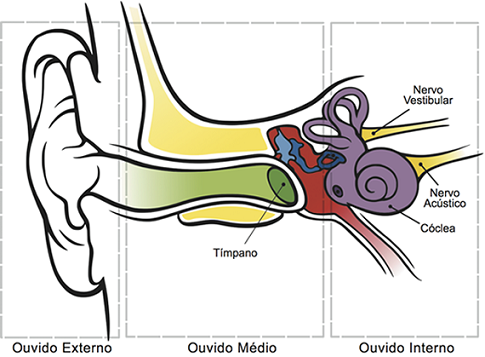 Nervo
Vestibular
Nervo
Acústico
Cóclea
Tímpano
Ouvido Externo
Ouvido Médio
Ouvido Interno